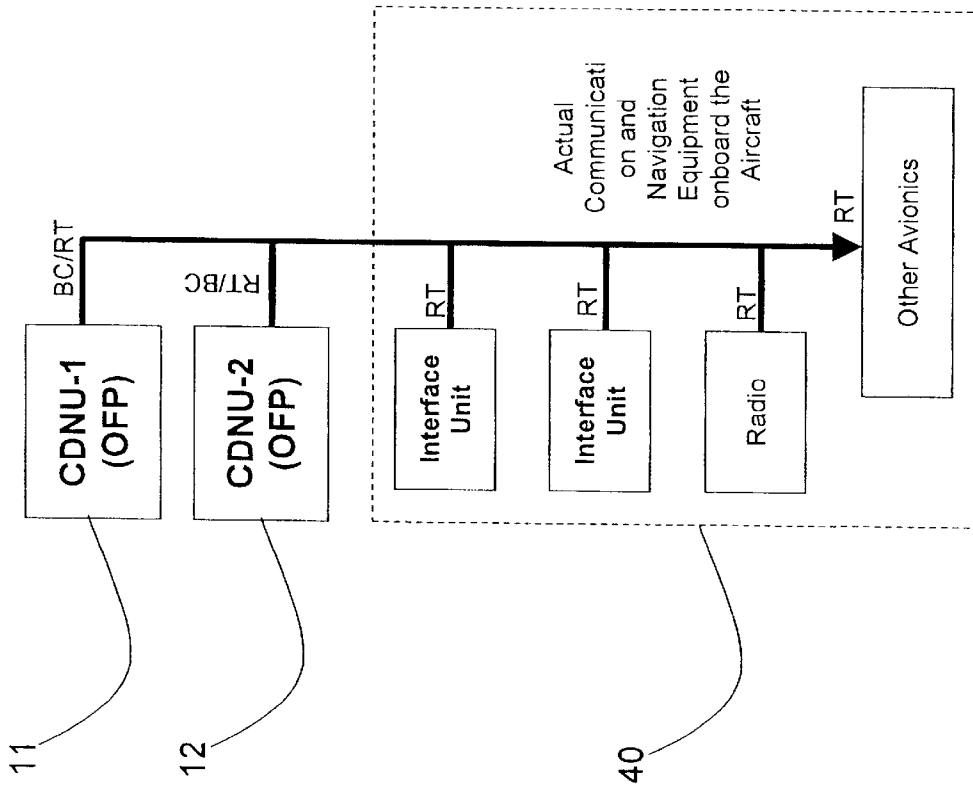 11
CDNU-1
(OFP)
BC/RT
12
CDNU-2
(OFP)
RT/BC
40
Interface
Unit
RT
Interface
Unit
RT
Radio
RT
Actual
Communicati
on and
Navigation
Equipment
onboard the
Aircraft
RT
Other Avionics